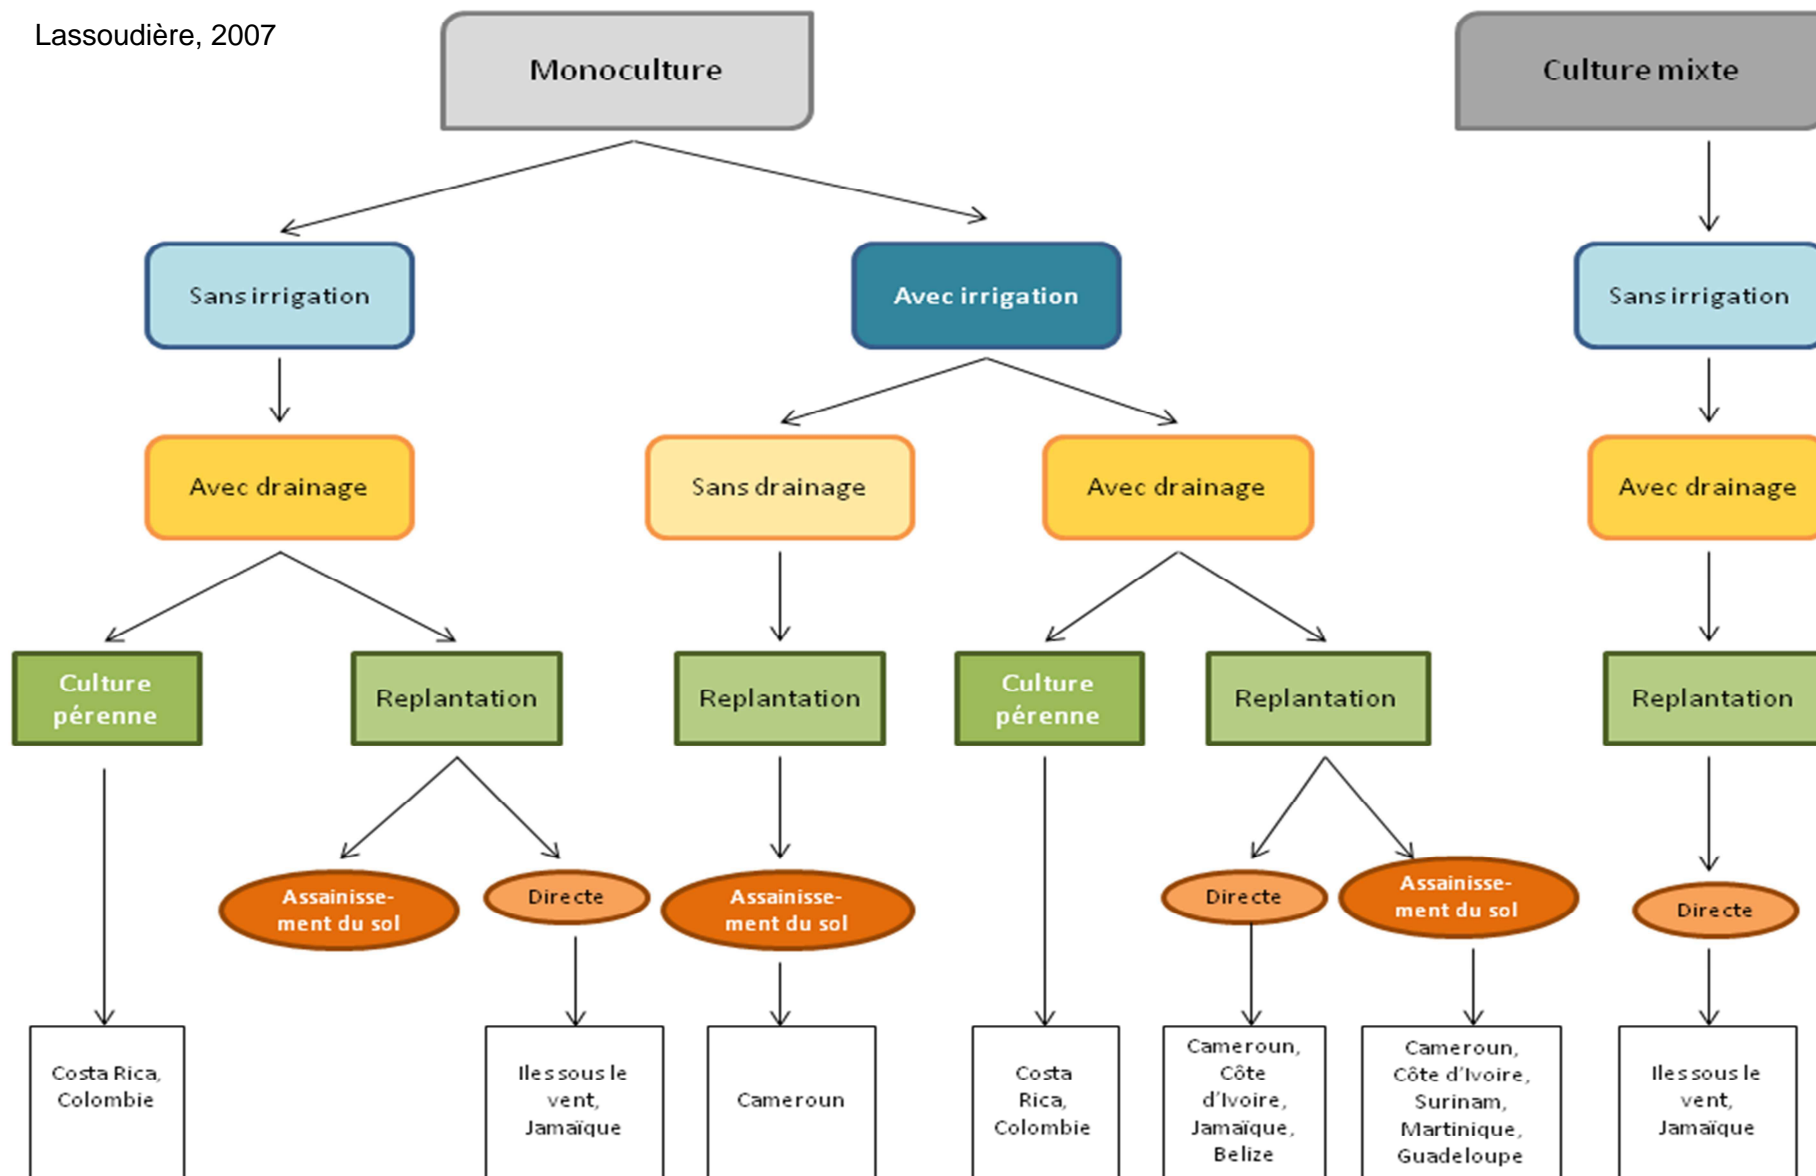 Lassoudière, 2007
Monoculture
Culture mixte
Sans irrigation
Avec irrigation
Sans irrigation
Avec drainage
Sans drainage
Avec drainage
Avec drainage
Culture
pérenne
Replantation
Replantation
Culture
pérenne
Replantation
Replantation
Assainisse-
ment du sol
Directe
Assainisse-
ment du sol
Directe
Assainisse-
ment du sol
Directe
Costa Rica,
Colombie
Iles sous le
vent,
Jamaïque
Cameroun
Costa
Rica,
Colombie
Cameroun,
Côte
d'Ivoire,
Jamaïque,
Belize
Cameroun,
Côte d'Ivoire,
Surinam,
Martinique,
Guadeloupe
Iles sous le
vent,
Jamaïque